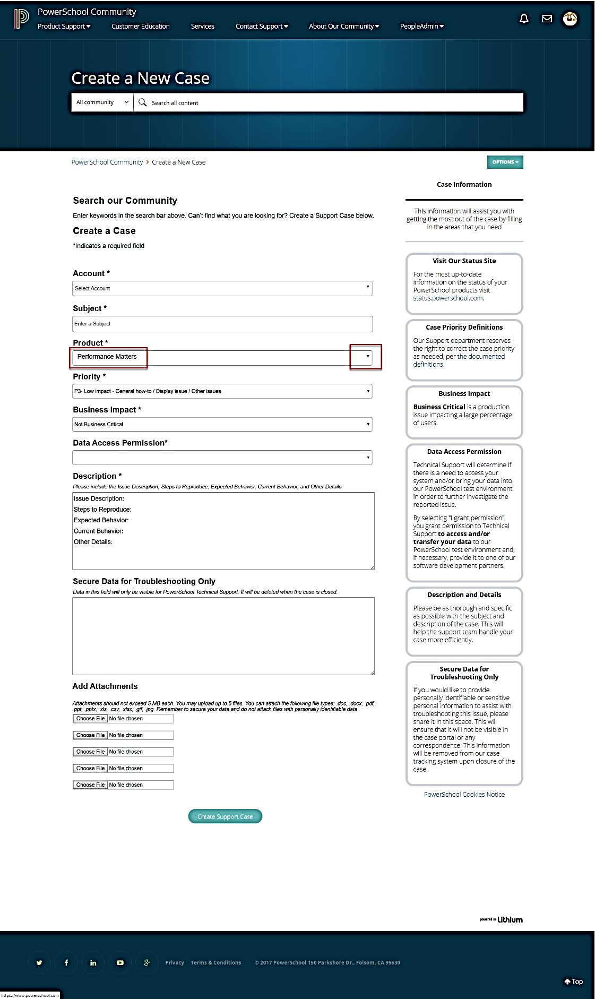 PowerSchool Community
Product Support
Customer Education
Services
Contact Support
About Our Community
PeopleAdmin
Create a New Case
All community
Search all content
PowerSchool Community > Create a New Case
OPTIONS
Search our Community
Enter keywords in the search bar above. Can't find what you are looking for? Create a Support Case below.
Create a Case
*Indicates a required field
Account *
Select Account
Subject *
Enter a Subject
Product *
Performance Matters
Priority *
P3- Low impact - General how-to / Display issue / Other issues
Business Impact *
Not Business Critical
Data Access Permission*
Description *
Please include the Issue Description, Steps to Reproduce, Expected Behavior, Current Behavior, and Other Details.
Issue Description:
Steps to Reproduce:
Expected Behavior:
Current Behavior:
Other Details:
Secure Data for Troubleshooting Only
Data in this field will only be visible for PowerSchool Technical Support. It will be deleted when the case is closed.
Add Attachments
Attachments should not exceed 5 MB each. You may upload up to 5 files. You can attach the following file types: .doc, .docx, .pdf,
.ppt, .pptx, .xls, .csv, .xlsx, .gif, .jpg. Remember to secure your data and do not attach files with personally identifiable data.
Choose File No file chosen
Choose File No file chosen
Choose File No file chosen
Choose File No file chosen
Choose File No file chosen
Create Support Case
Case Information
This information will assist you with
getting the most out of the case by filling
in the areas that you need
Visit Our Status Site
For the most up-to-date
information on the status of your
PowerSchool products visit
status.powerschool.com.
Case Priority Definitions
Our Support department reserves
the right to correct the case priority
as needed, per the documented
definitions.
Business Impact
Business Critical is a production
issue impacting a large percentage
of users.
Data Access Permission
Technical Support will determine if
there is a need to access your
system and/or bring your data into
our PowerSchool test environment
in order to further investigate the
reported issue.
By selecting "I grant permission",
you grant permission to Technical
Support to access and/or
transfer your data to our
PowerSchool test environment and,
if necessary, provide it to one of our
software development partners.
Description and Details
Please be as thorough and specific
as possible with the subject and
description of the case. This will
help the support team handle your
case more efficiently.
Secure Data for
Troubleshooting Only
If you would like to provide
personally identifiable or sensitive
personal information to assist with
troubleshooting this issue, please
share it in this space. This will
ensure that it will not be visible in
the case portal or any
correspondence. This information
will be removed from our case
tracking system upon closure of the
case.
PowerSchool Cookies Notice
powered by Lithium
Privacy
Terms & Conditions
© 2017 PowerSchool 150 Parkshore Dr., Folsom, CA 95630
Top
https://www.powerschool.com